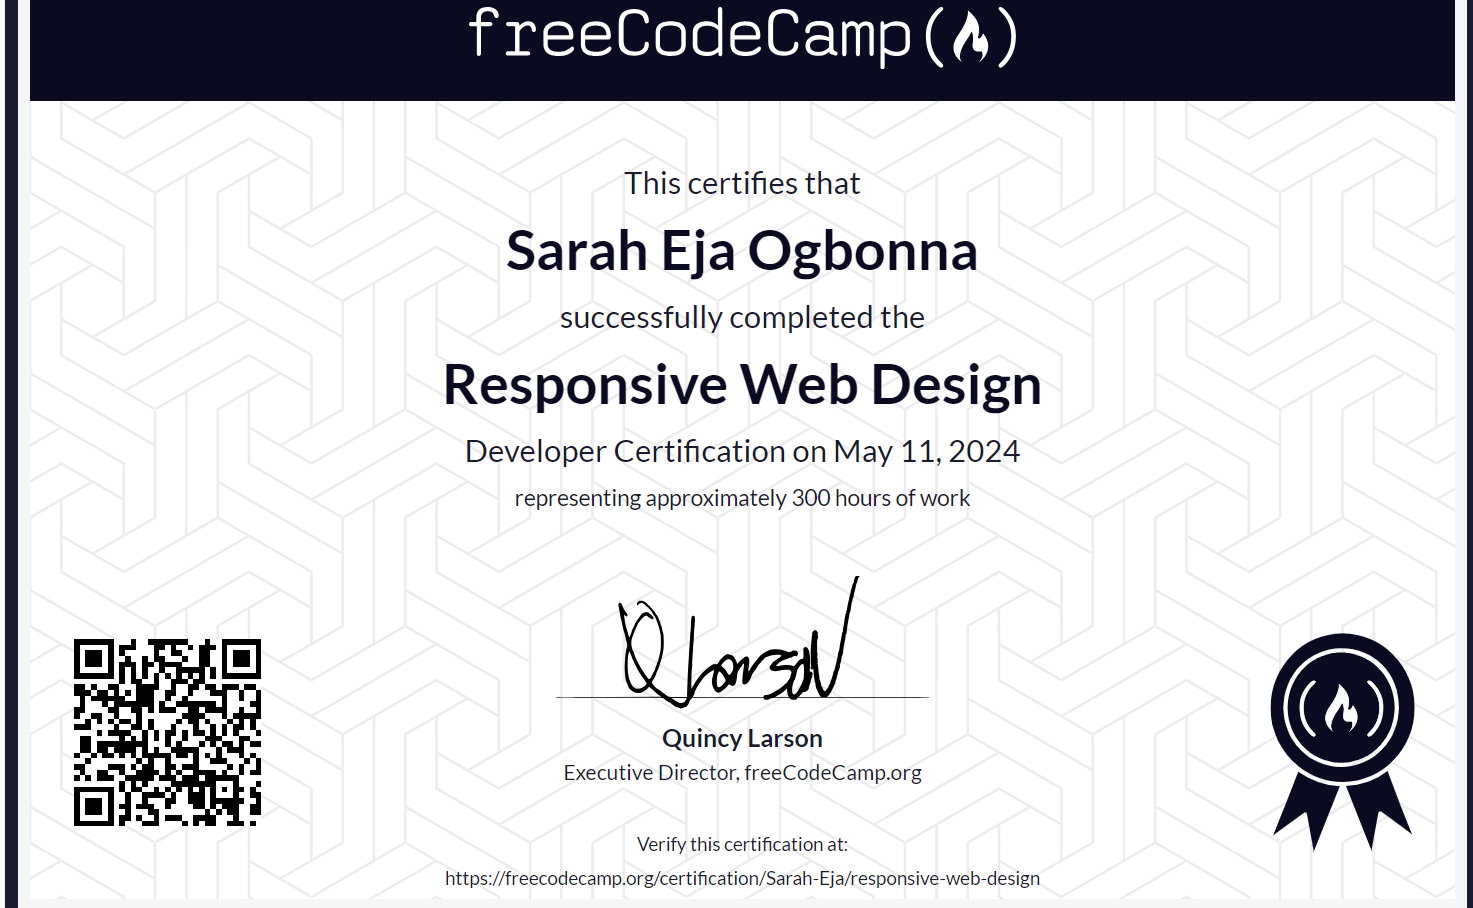 freeCodeCamp
This certifies that
Sarah Eja Ogbonna
successfully completed the
Responsive Web Design
Developer Certification on May 11, 2024
representing approximately 300 hours of work
Quincy Larson
Executive Director, freeCodeCamp.org
Verify this certification at:
https://freecodecamp.org/certification/Sarah-Eja/responsive-web-design